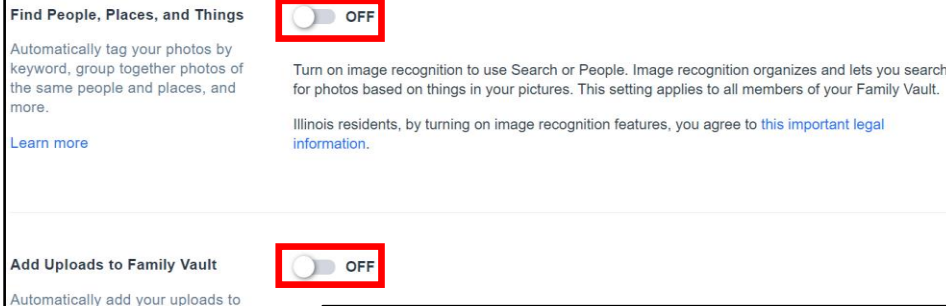 Find People, Places, and Things
OFF
Automatically tag your photos by
keyword, group together photos of
the same people and places, and
more.
Learn more
Turn on image recognition to use Search or People. Image recognition organizes and lets you search
for photos based on things in your pictures. This setting applies to all members of your Family Vault.
Illinois residents, by turning on image recognition features, you agree to this important legal
information.
Add Uploads to Family Vault
OFF
Automatically add your uploads to